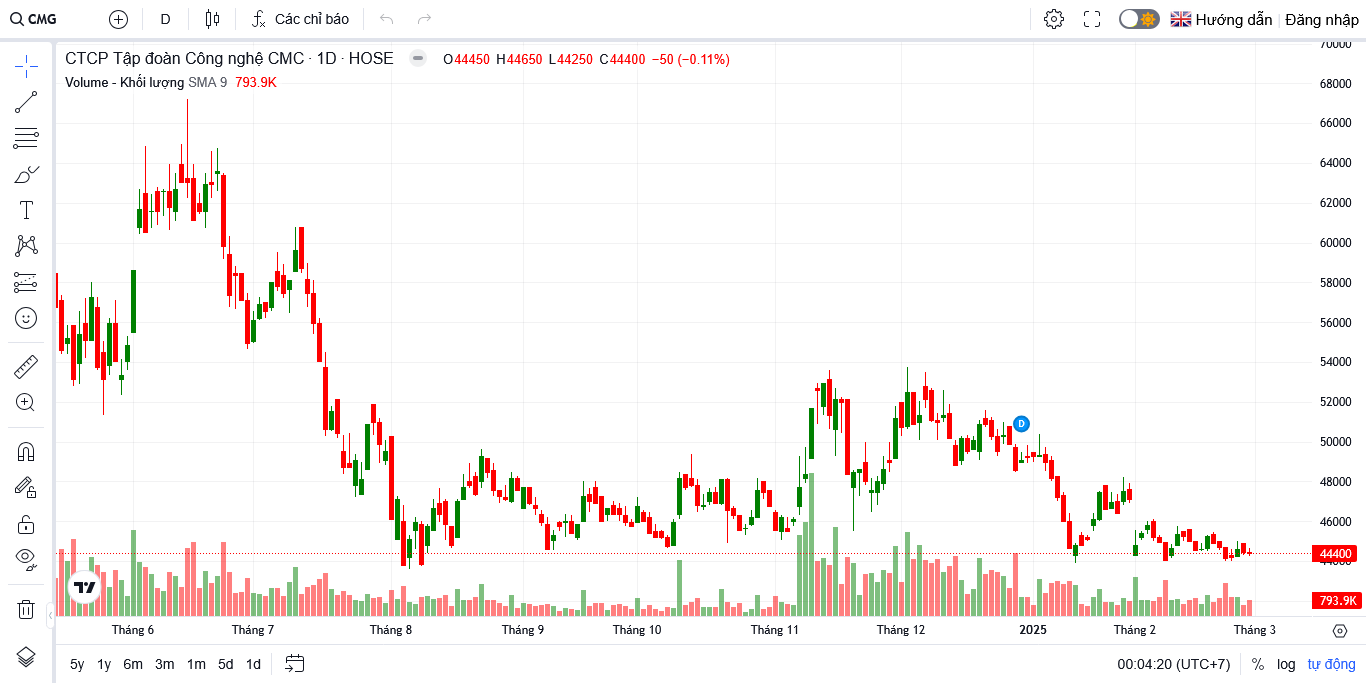 CMG D Các chỉ báo Hướng dẫn Đăng nhập
CTCP Tập đoàn Công nghệ CMC · 1D · HOSE O44450 H44650 L44250 C44400 −50 (−0.11%)
Volume - Khối lượng SMA 9 793.9K
70000
68000
66000
64000
62000
60000
58000
56000
54000
52000
50000
48000
46000
44400
44000
793.9K
D
Tháng 6 Tháng 7 Tháng 8 Tháng 9 Tháng 10 Tháng 11 Tháng 12 2025 Tháng 2 Tháng 3
5y 1y 6m 3m 1m 5d 1d 00:04:20 (UTC+7) % log tự động